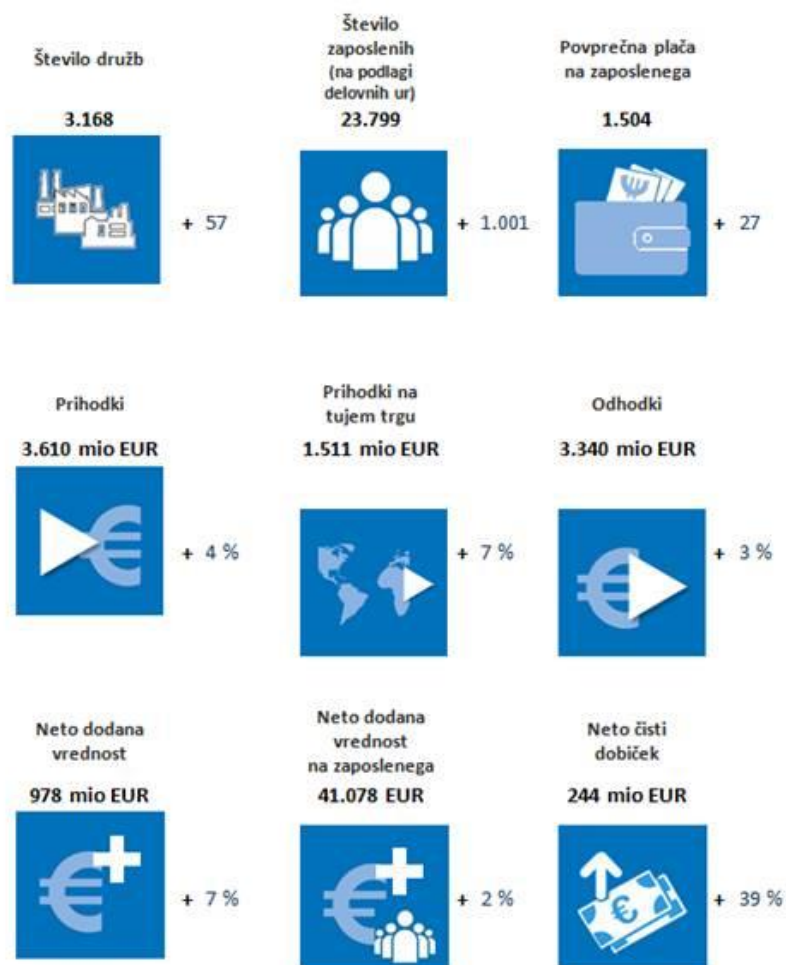 Število družb
3.168
+ 57
Število
zaposlenih
(na podlagi
delovnih ur)
23.799
+ 1.001
Povprečna plača
na zaposlenega
1.504
+ 27
Prihodki
3.610 mio EUR
+ 4 %
Prihodki na
tujem trgu
1.511 mio EUR
+ 7 %
Odhodki
3.340 mio EUR
+ 3 %
Neto dodana
vrednost
978 mio EUR
+ 7 %
Neto dodana
vrednost
na zaposlenega
41.078 EUR
+ 2 %
Neto čisti
dobiček
244 mio EUR
+ 39 %